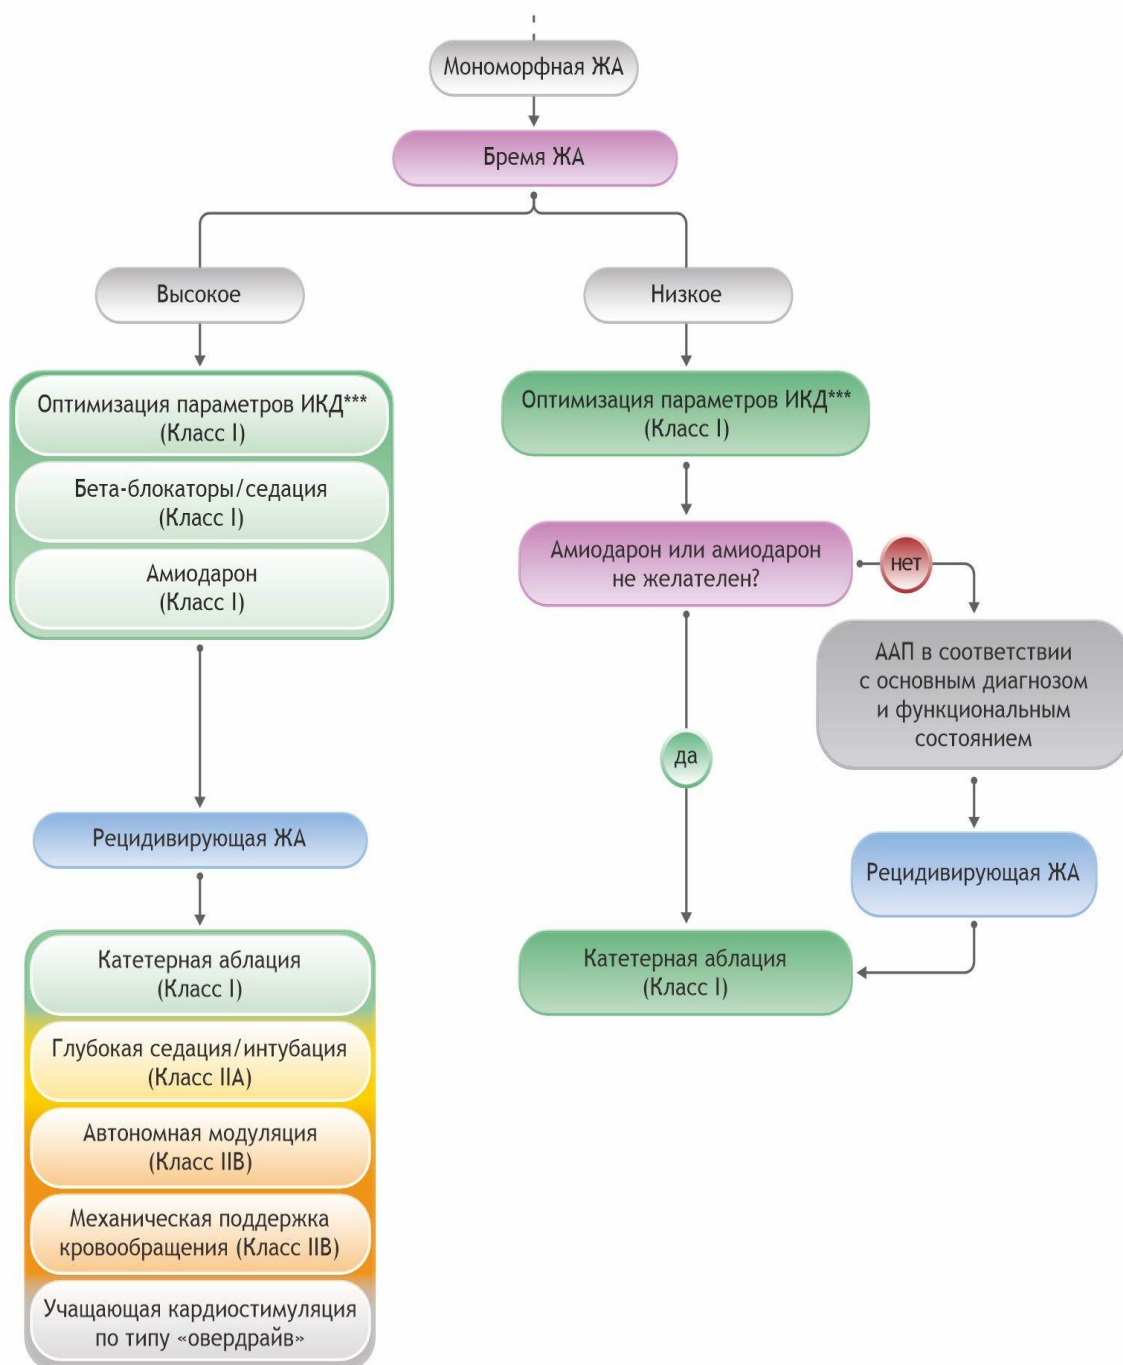 Мономорфная ЖА
Бремя ЖА
Высокое
Низкое
Оптимизация параметров ИКД***
(Класс I)
Бета-блокаторы/седация
(Класс I)
Амиодарон
(Класс I)
Рецидивирующая ЖА
Катетерная аблация
(Класс I)
Глубокая седация/интубация
(Класс IIA)
Автономная модуляция
(Класс IIB)
Механическая поддержка
кровообращения (Класс IIB)
Учащающая кардиостимуляция
по типу «овердрайв»
Оптимизация параметров ИКД***
(Класс I)
Амиодарон или амиодарон
не желателен?
нет
ААП в соответствии
с основным диагнозом
и функциональным
состоянием
да
Рецидивирующая ЖА
Катетерная аблация
(Класс I)